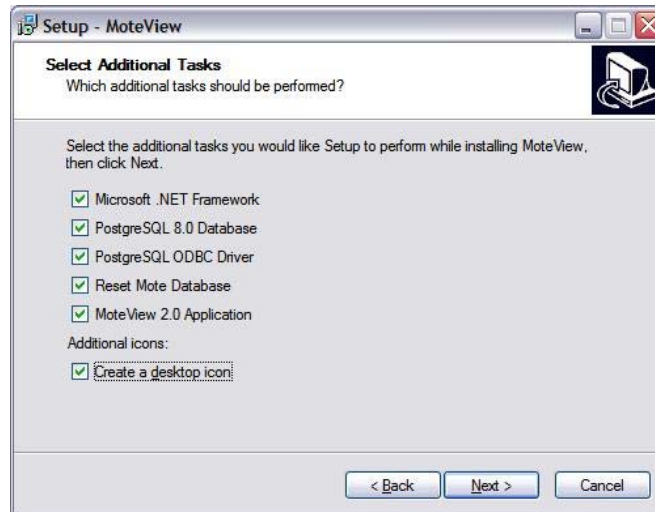 Setup - MoteView
Select Additional Tasks
Which additional tasks should be performed?
Select the additional tasks you would like Setup to perform while installing MoteView,
then click Next.
Microsoft .NET Framework
PostgreSQL 8.0 Database
PostgreSQL ODBC Driver
Reset Mote Database
MoteView 2.0 Application
Additional icons:
Create a desktop icon
< Back
Next >
Cancel